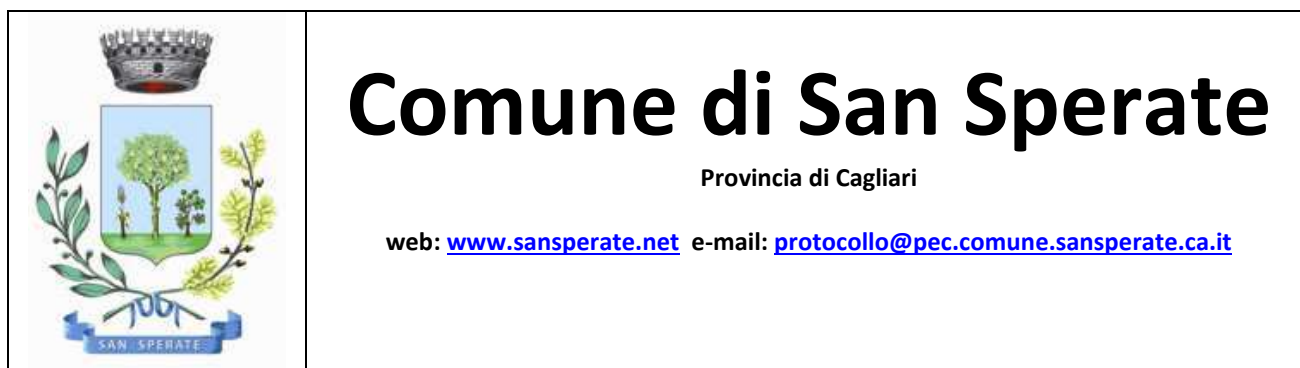 SAN SPERATE
Comune di San Sperate
Provincia di Cagliari
web: www.sansperate.net e-mail: protocollo@pec.comune.sansperate.ca.it